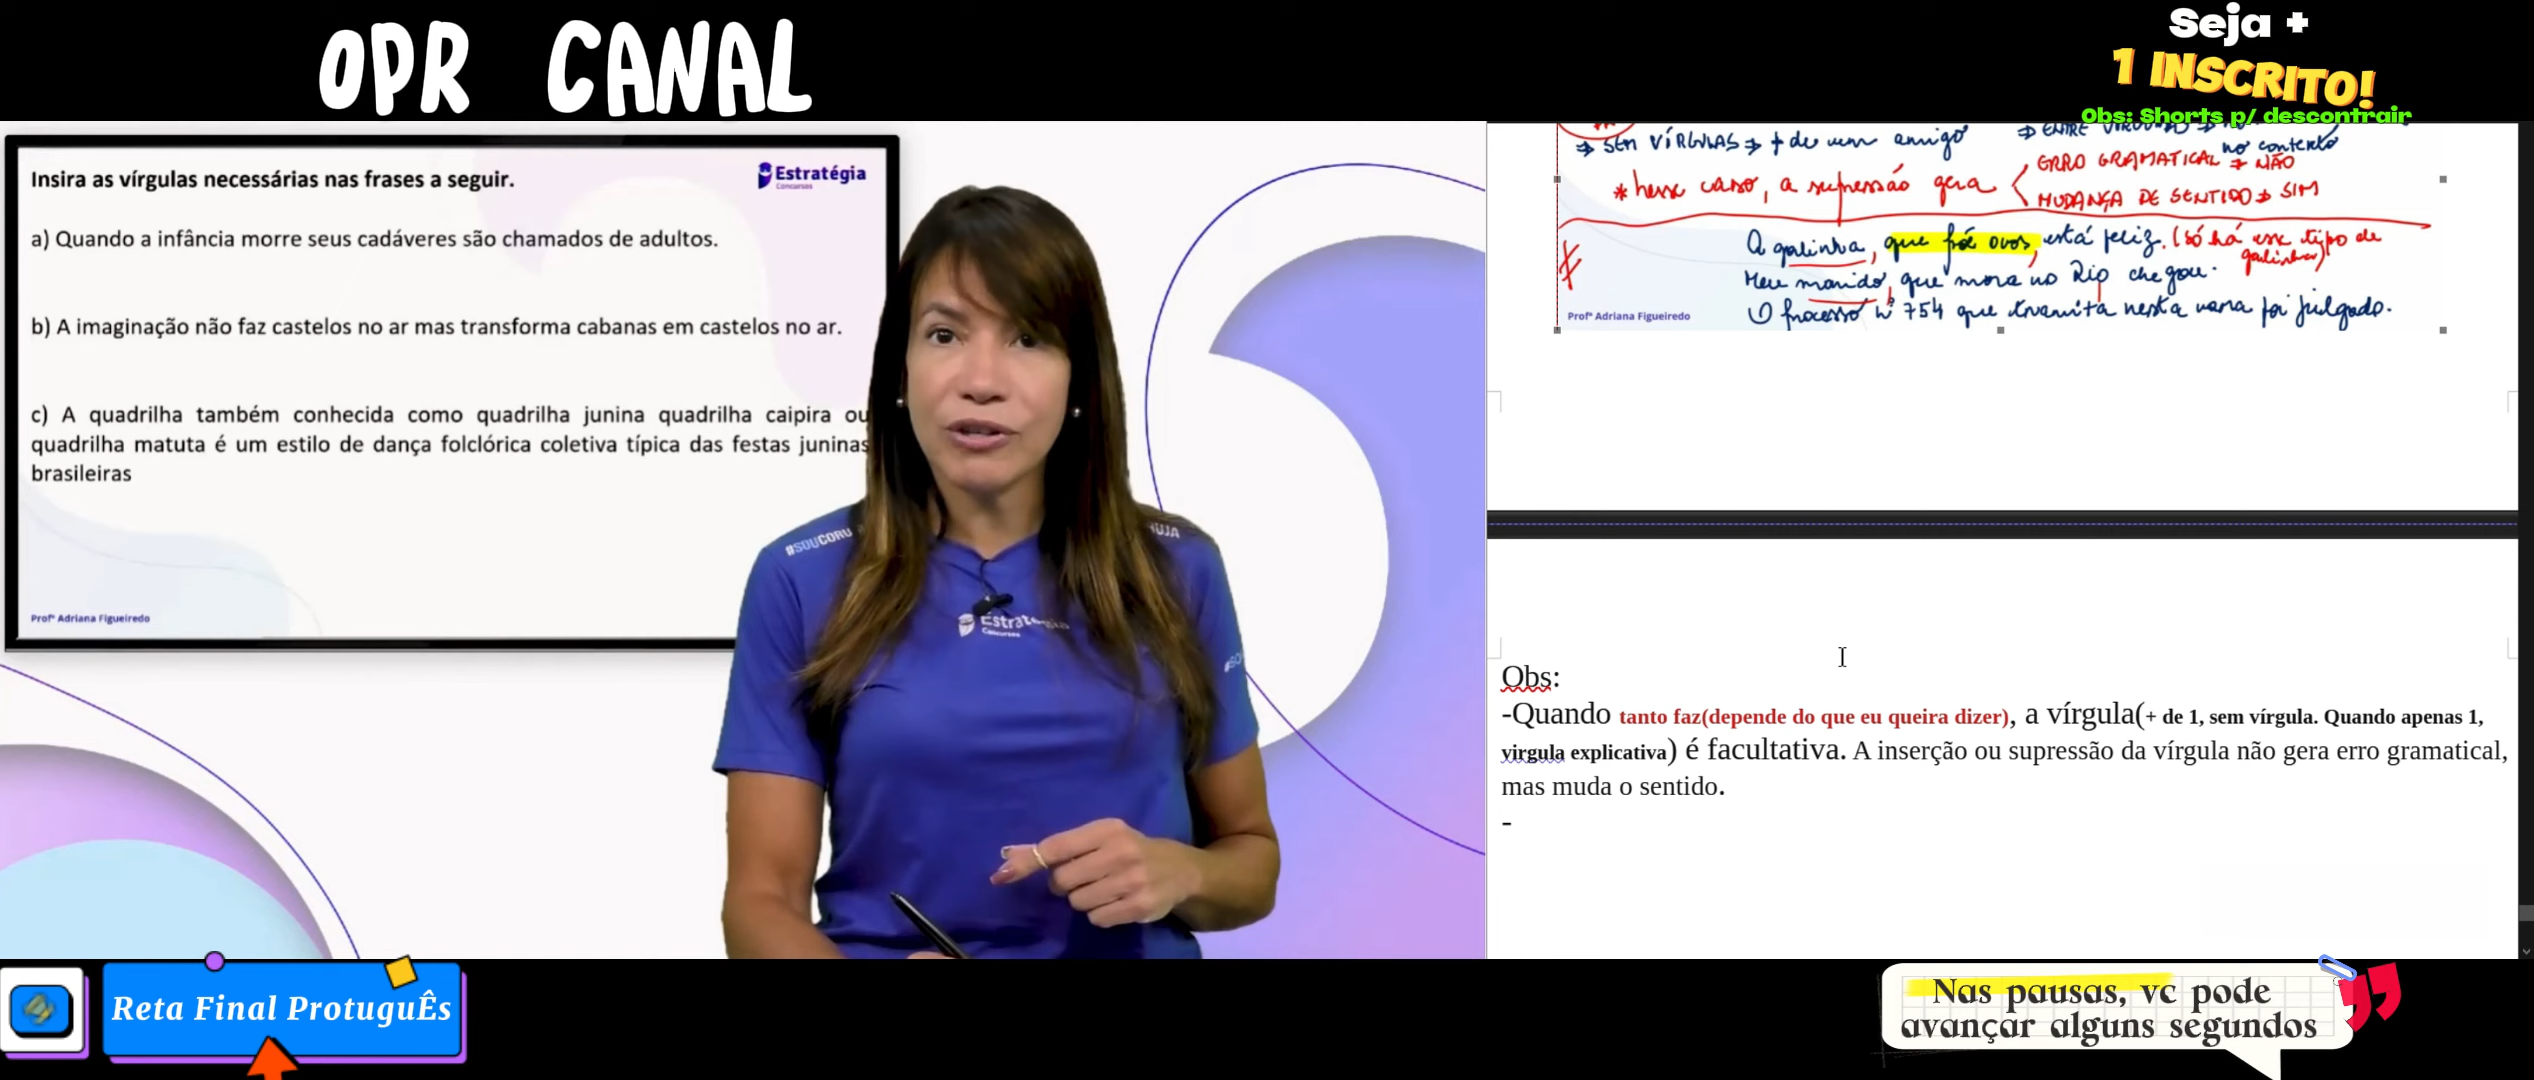 OPR CANAL
Seja +
1 INSCRITO!
Obs: Shorts p/ descontrair
Insira as vírgulas necessárias nas frases a seguir.
Estratégia
Concursos
a) Quando a infância morre seus cadáveres são chamados de adultos.
b) A imaginação não faz castelos no ar mas transforma cabanas em castelos no ar.
c) A quadrilha também conhecida como quadrilha junina quadrilha caipira ou
quadrilha matuta é um estilo de dança folclórica coletiva típica das festas juninas
brasileiras
Profª Adriana Figueiredo
#SOUCORU
UJA
Estratégia
Concursos
⇒ SEM VÍRGULAS ⇒ + de um amigo
⇒ ENTRE VÍRGULAS ⇒
no contexto
* nesse caso, a supressão gera
ERRO GRAMATICAL ⇒ NÃO
MUDANÇA DE SENTIDO ⇒ SIM
A galinha, que põe ovos, está feliz. (só há esse tipo de
galinha)
Meu marido, que mora no Rio, chegou.
O processo nº 754 que tramita nesta vara foi julgado.
Profª Adriana Figueiredo
Obs:
-Quando tanto faz(depende do que eu queira dizer), a vírgula(+ de 1, sem vírgula. Quando apenas 1,
virgula explicativa) é facultativa. A inserção ou supressão da vírgula não gera erro gramatical,
mas muda o sentido.
-
Reta Final ProtuguÊs
Nas pausas, vc pode
avançar alguns segundos